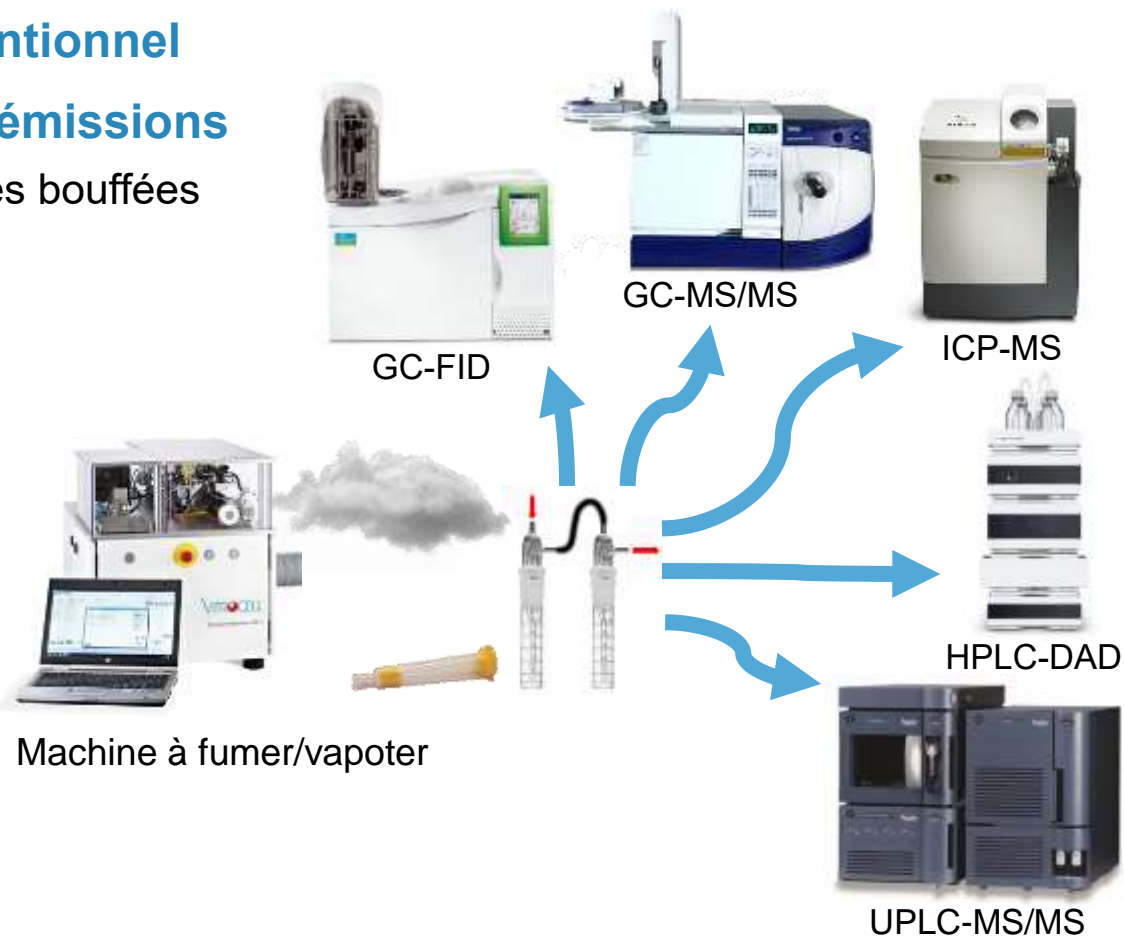 ntionnel
émissions
es bouffées
GC-MS/MS
ICP-MS
GC-FID
HPLC-DAD
Machine à fumer/vapoter
UPLC-MS/MS